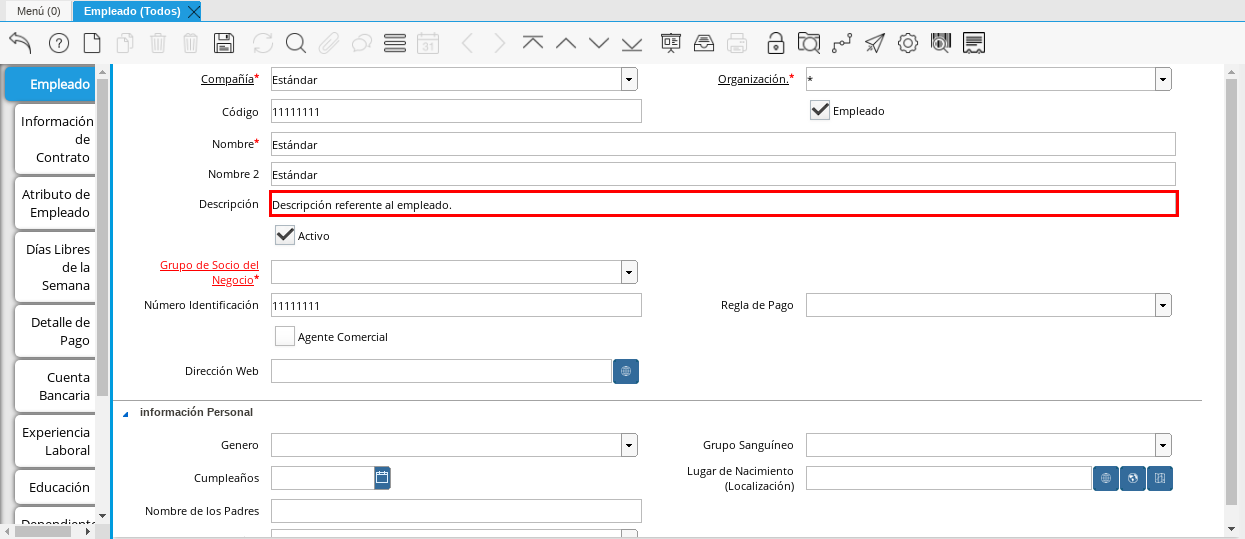 Menú (0)
Empleado (Todos)
31
Empleado
Información de Contrato
Atributo de Empleado
Días Libres de la Semana
Detalle de Pago
Cuenta Bancaria
Experiencia Laboral
Educación
Compañía* Estándar
Organización.* *
Código 11111111
Empleado
Nombre* Estándar
Nombre 2 Estándar
Descripción Descripción referente al empleado.
Activo
Grupo de Socio del Negocio*
Número Identificación 11111111
Regla de Pago
Agente Comercial
Dirección Web
información Personal
Genero
Grupo Sanguíneo
Cumpleaños
Lugar de Nacimiento (Localización)
Nombre de los Padres